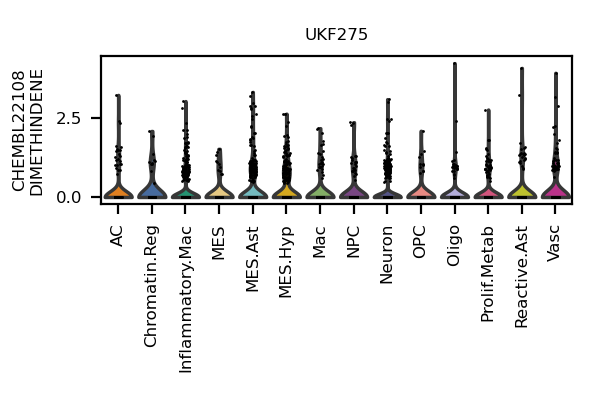 UKF275
CHEMBL22108
DIMETHINDENE
2.5
0.0
AC
Chromatin.Reg
Inflammatory.Mac
MES
MES.Ast
MES.Hyp
Mac
NPC
Neuron
OPC
Oligo
Prolif.Metab
Reactive.Ast
Vasc